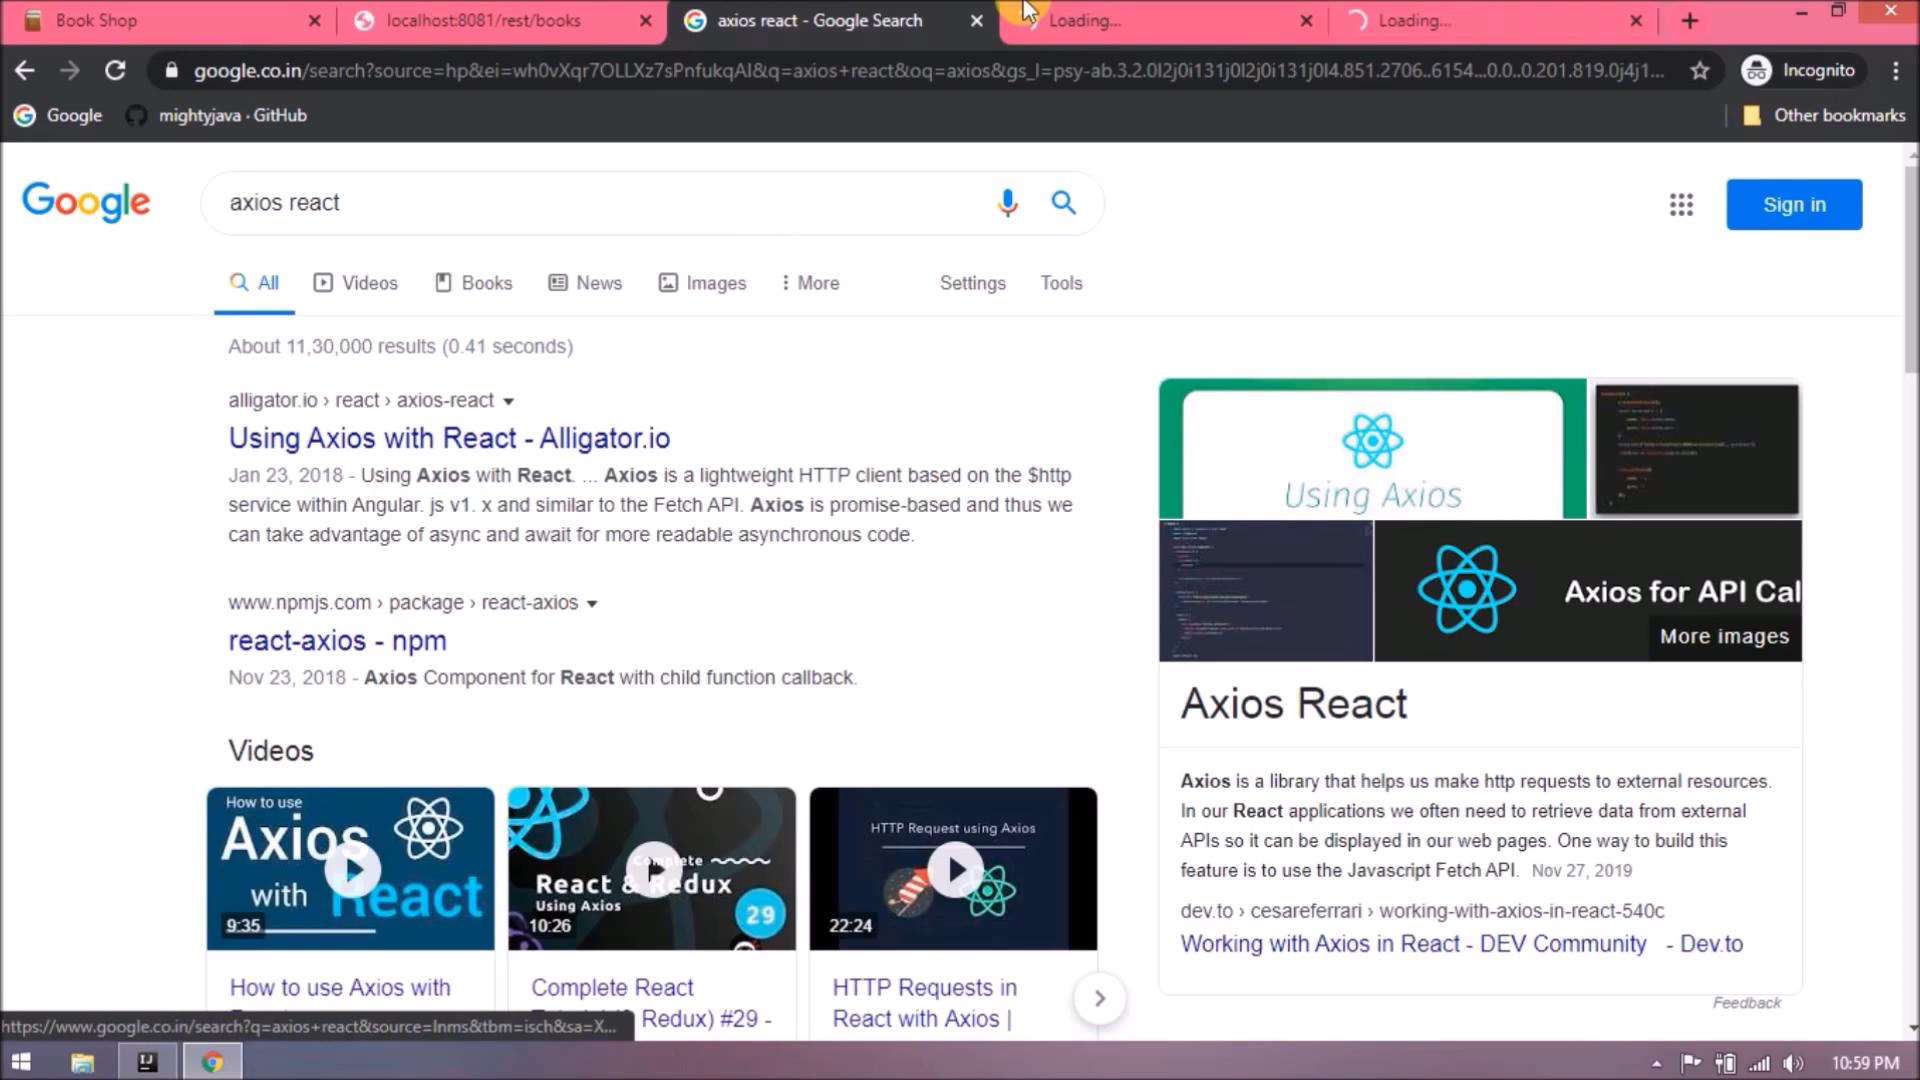 Book Shop
localhost:8081/rest/books
axios react - Google Search
Loading...
Loading...
google.co.in/search?source=hp&ei=wh0vXqr7OLLXz7sPnfukqAI&q=axios+react&oq=axios&gs_l=psy-ab.3.2.0l2j0i131j0l2j0i131j0l4.851.2706..6154...0.0..0.201.819.0j4j1...
Incognito
Google
mightyjava · GitHub
Other bookmarks
Google
axios react
Sign in
All
Videos
Books
News
Images
More
Settings
Tools
About 11,30,000 results (0.41 seconds)
alligator.io › react › axios-react
Using Axios with React - Alligator.io
Jan 23, 2018 - Using Axios with React. ... Axios is a lightweight HTTP client based on the $http
service within Angular. js v1. x and similar to the Fetch API. Axios is promise-based and thus we
can take advantage of async and await for more readable asynchronous code.
www.npmjs.com › package › react-axios
react-axios - npm
Nov 23, 2018 - Axios Component for React with child function callback.
Videos
How to use
Axios
with
React
9:35
Complete
React & Redux
Using Axios
10:26
29
HTTP Request using Axios
22:24
How to use Axios with
Complete React
Redux) #29 -
HTTP Requests in
React with Axios |
Using Axios
Axios for API Cal
More images
Axios React
Axios is a library that helps us make http requests to external resources.
In our React applications we often need to retrieve data from external
APIs so it can be displayed in our web pages. One way to build this
feature is to use the Javascript Fetch API. Nov 27, 2019
dev.to › cesareferrari › working-with-axios-in-react-540c
Working with Axios in React - DEV Community - Dev.to
Feedback
https://www.google.co.in/search?q=axios+react&source=lnms&tbm=isch&sa=X...
IJ
10:59 PM